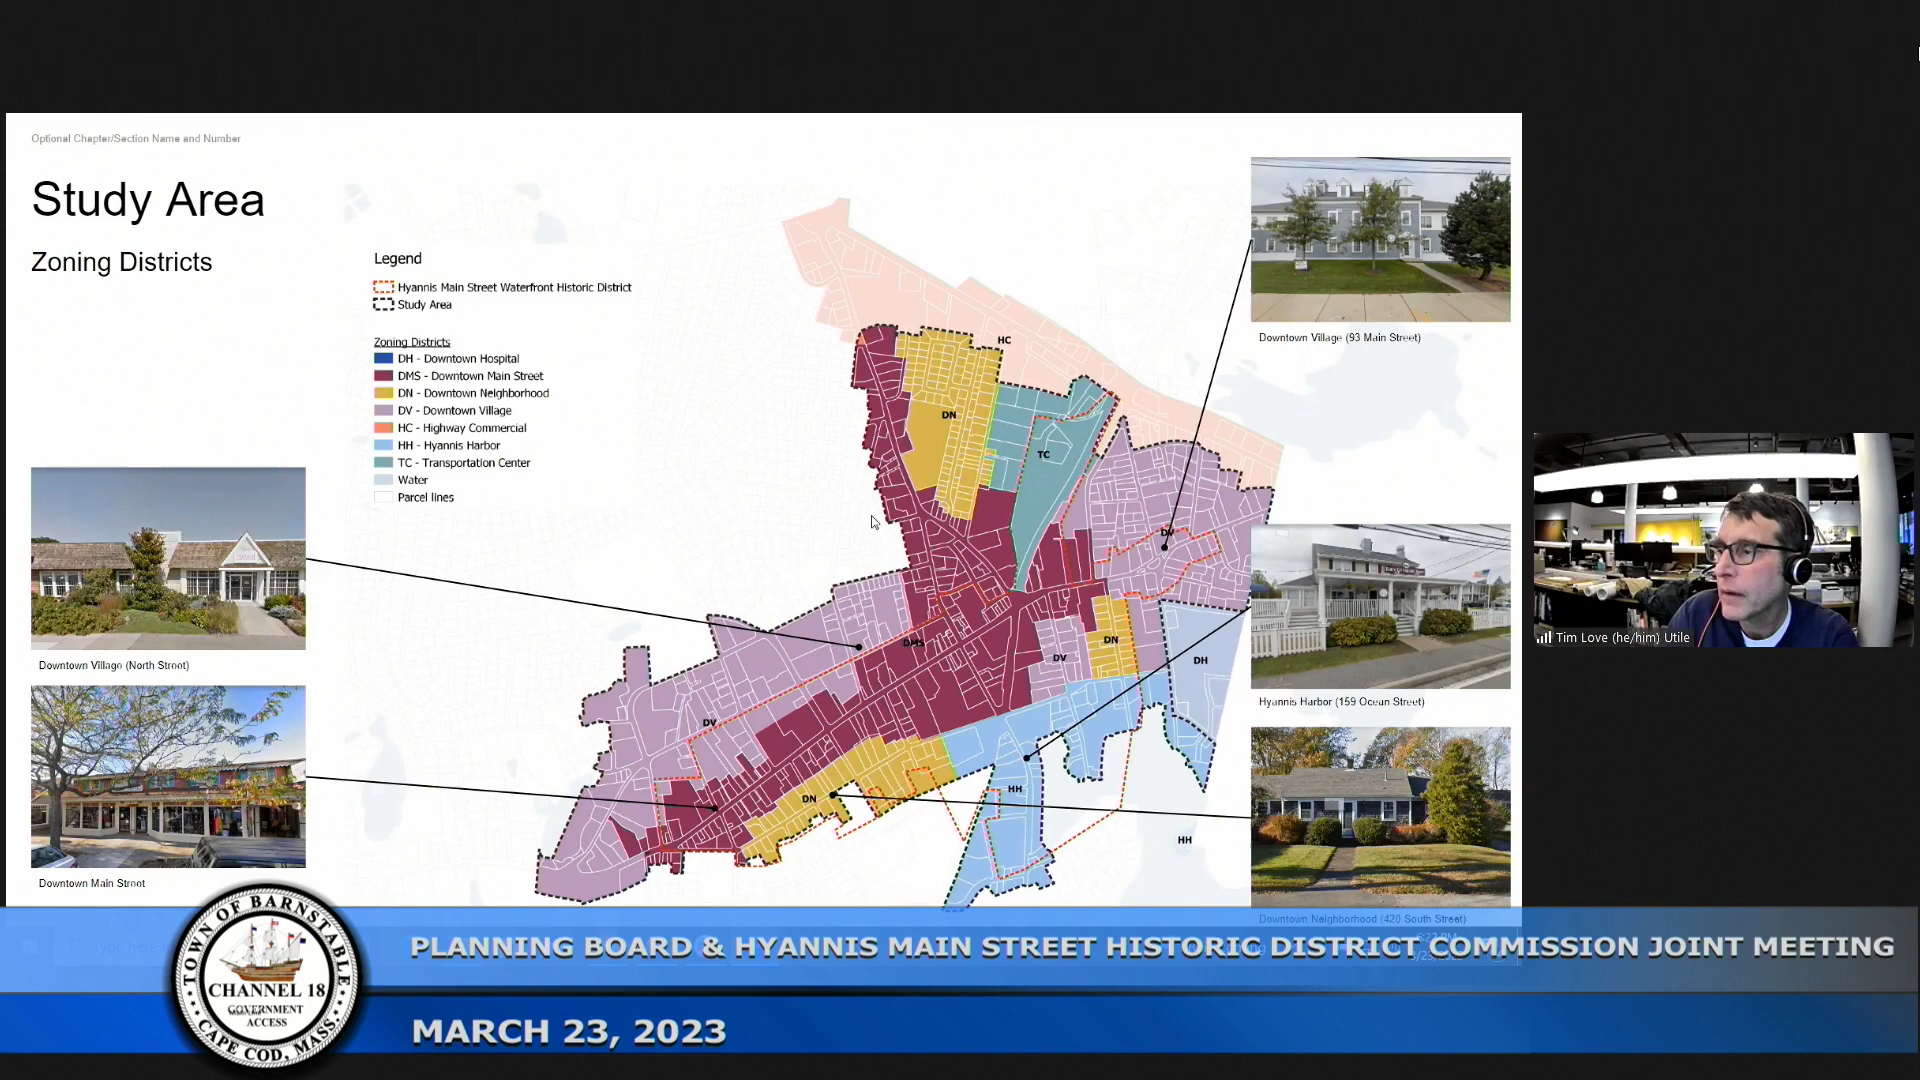 Optional Chapter/Section Name and Number
Study Area
Zoning Districts
Legend
Hyannis Main Street Waterfront Historic District
Study Area
Zoning Districts
DH - Downtown Hospital
DMS - Downtown Main Street
DN - Downtown Neighborhood
DV - Downtown Village
HC - Highway Commercial
HH - Hyannis Harbor
TC - Transportation Center
Water
Parcel lines
HC
DN
TC
DV
DMS
DN
DV
DH
DV
DN
HH
HH
Downtown Village (North Street)
Downtown Main Street
Downtown Village (93 Main Street)
Hyannis Harbor (159 Ocean Street)
Downtown Neighborhood (420 South Street)
Tim Love (he/him) Utile
TOWN OF BARNSTABLE
CHANNEL 18
GOVERNMENT
ACCESS
CAPE COD, MASS.
PLANNING BOARD & HYANNIS MAIN STREET HISTORIC DISTRICT COMMISSION JOINT MEETING
MARCH 23, 2023